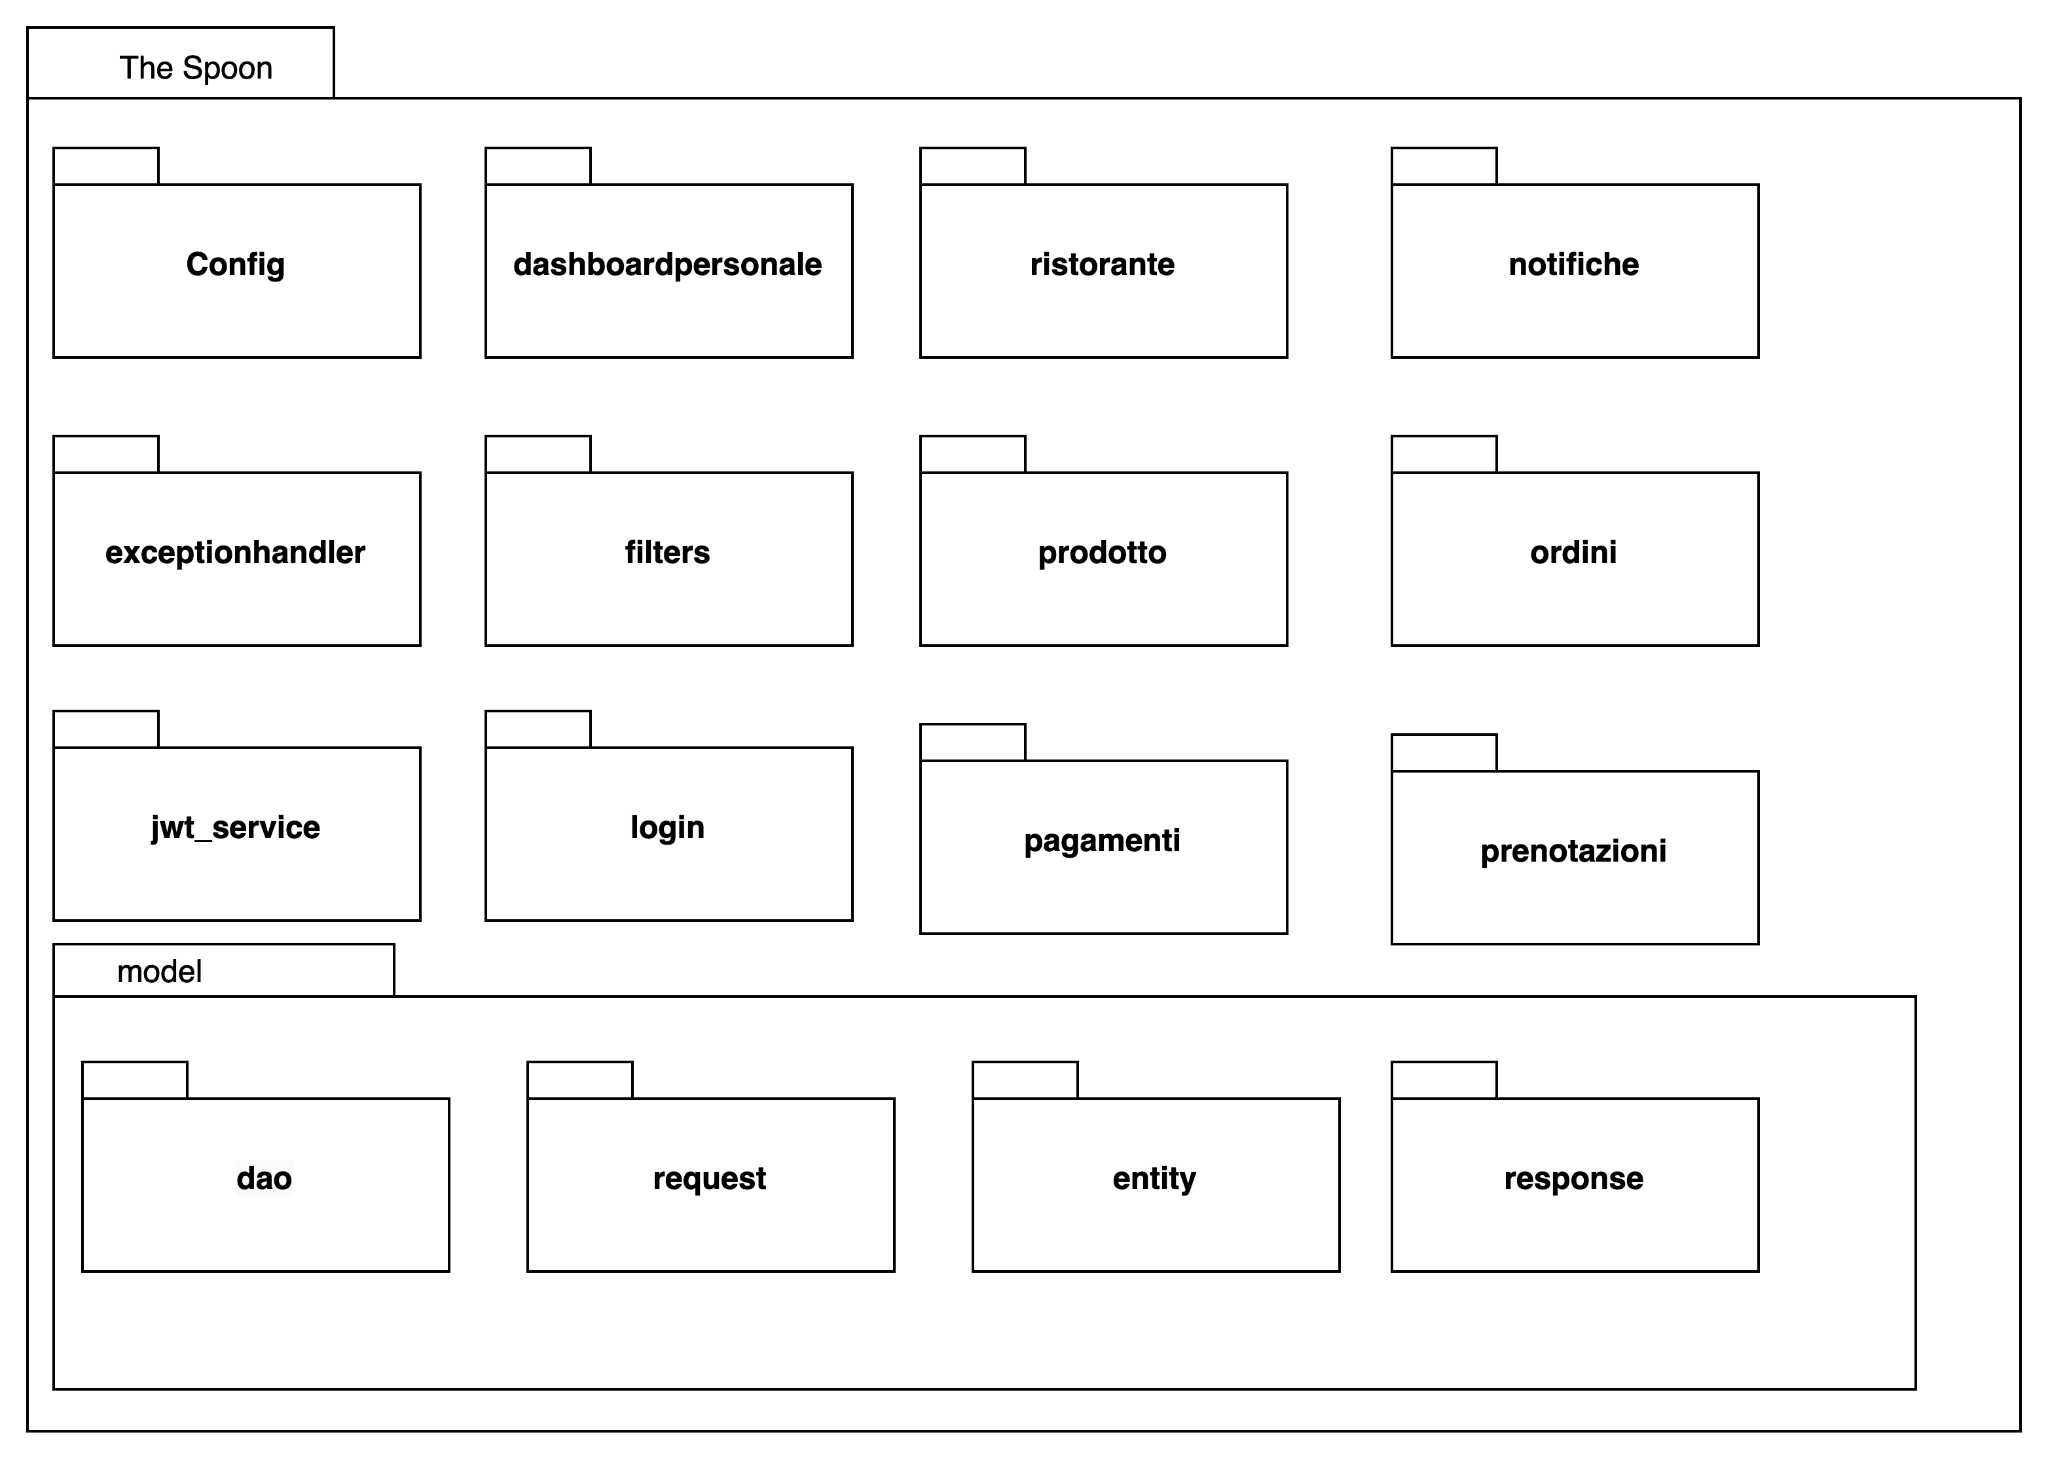 The Spoon
Config
dashboardpersonale
ristorante
notifiche
exceptionhandler
filters
prodotto
ordini
jwt_service
login
pagamenti
prenotazioni
model
dao
request
entity
response